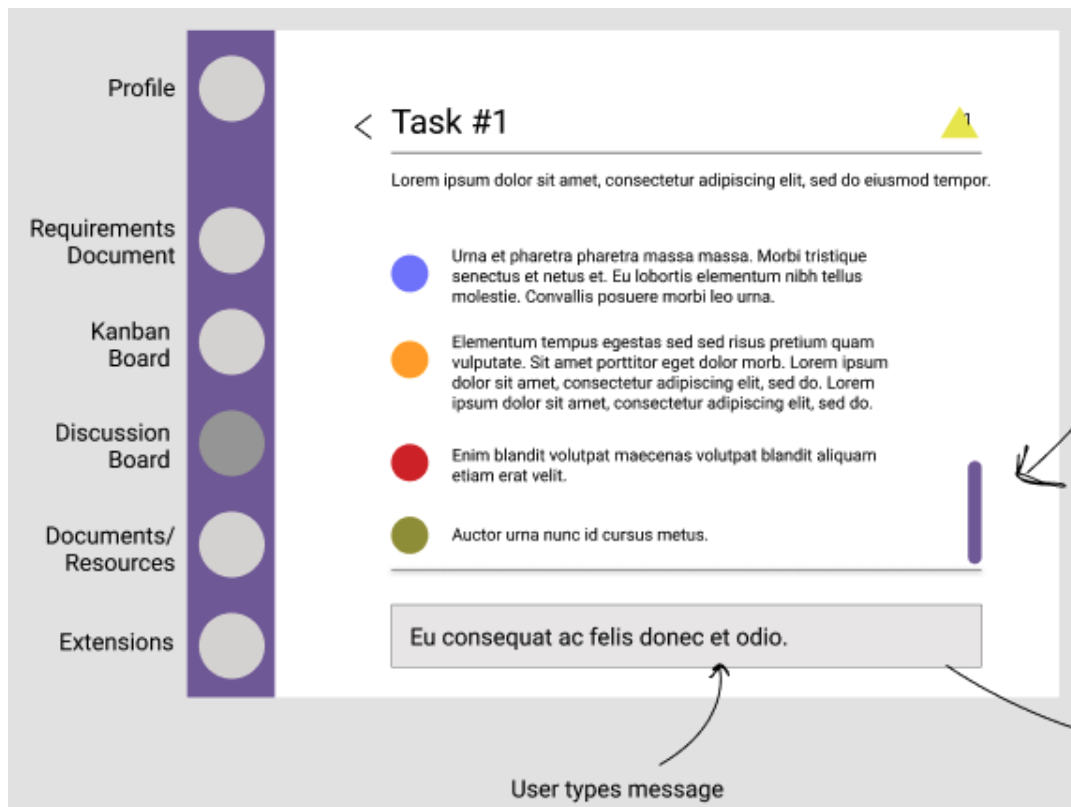 Profile
Requirements
Document
Kanban
Board
Discussion
Board
Documents/
Resources
Extensions
< Task #1
1
Lorem ipsum dolor sit amet, consectetur adipiscing elit, sed do eiusmod tempor.
Urna et pharetra pharetra massa massa. Morbi tristique
senectus et netus et. Eu lobortis elementum nibh tellus
molestie. Convallis posuere morbi leo urna.
Elementum tempus egestas sed sed risus pretium quam
vulputate. Sit amet porttitor eget dolor morb. Lorem ipsum
dolor sit amet, consectetur adipiscing elit, sed do. Lorem
ipsum dolor sit amet, consectetur adipiscing elit, sed do.
Enim blandit volutpat maecenas volutpat blandit aliquam
etiam erat velit.
Auctor urna nunc id cursus metus.
Eu consequat ac felis donec et odio.
User types message